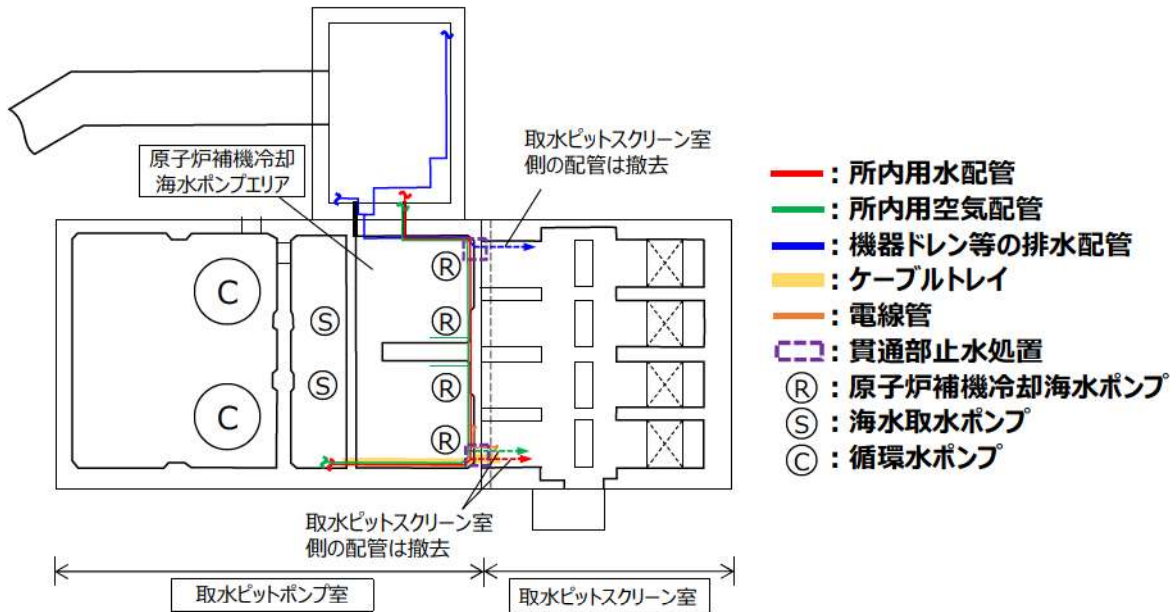 取水ピットスクリーン室
側の配管は撤去
原子炉補機冷却
海水ポンプエリア
：所内用水配管
：所内用空気配管
：機器ドレン等の排水配管
：ケーブルトレイ
：電線管
：貫通部止水処置
Ⓡ：原子炉補機冷却海水ポンプ
Ⓢ：海水取水ポンプ
Ⓒ：循環水ポンプ
C
C
S
S
R
R
R
R
取水ピットスクリーン室
側の配管は撤去
取水ピットポンプ室
取水ピットスクリーン室